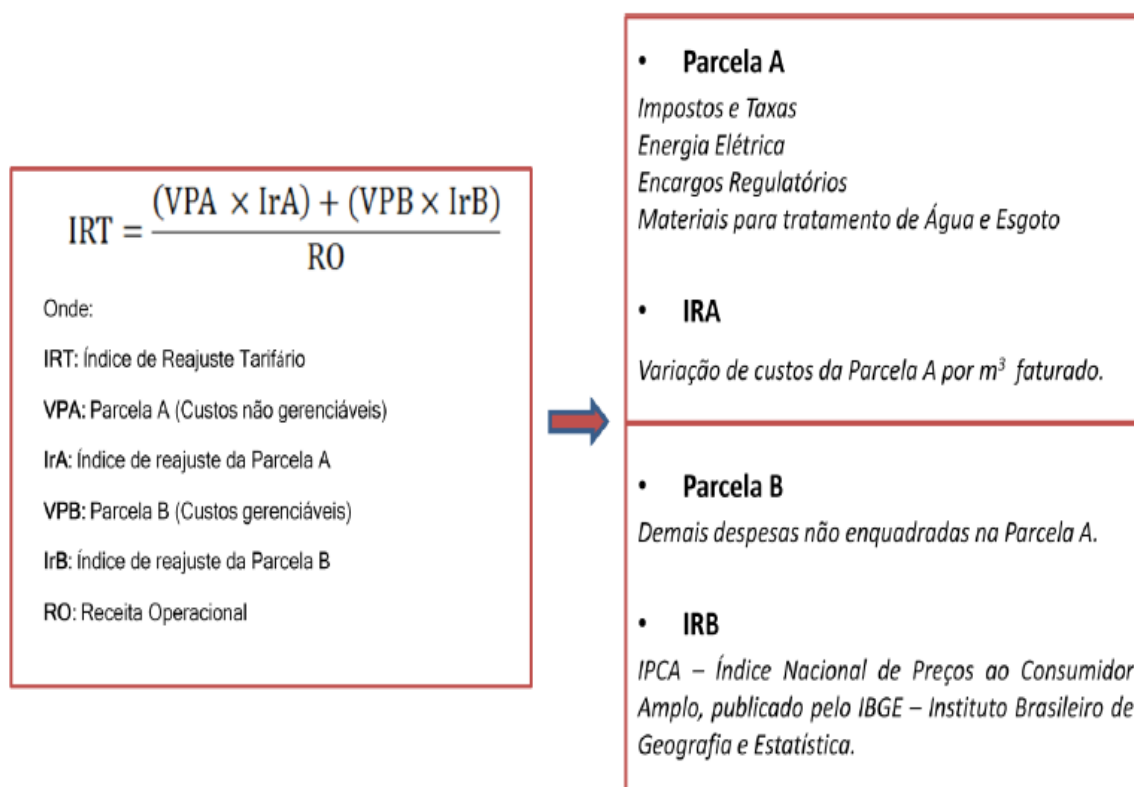 IRT = (VPA × IrA) + (VPB × IrB) / RO
Onde:
IRT: Índice de Reajuste Tarifário
VPA: Parcela A (Custos não gerenciáveis)
IrA: Índice de reajuste da Parcela A
VPB: Parcela B (Custos gerenciáveis)
IrB: Índice de reajuste da Parcela B
RO: Receita Operacional
• Parcela A
Impostos e Taxas
Energia Elétrica
Encargos Regulatórios
Materiais para tratamento de Água e Esgoto
• IRA
Variação de custos da Parcela A por m³ faturado.
• Parcela B
Demais despesas não enquadradas na Parcela A.
• IRB
IPCA – Índice Nacional de Preços ao Consumidor
Amplo, publicado pelo IBGE – Instituto Brasileiro de
Geografia e Estatística.